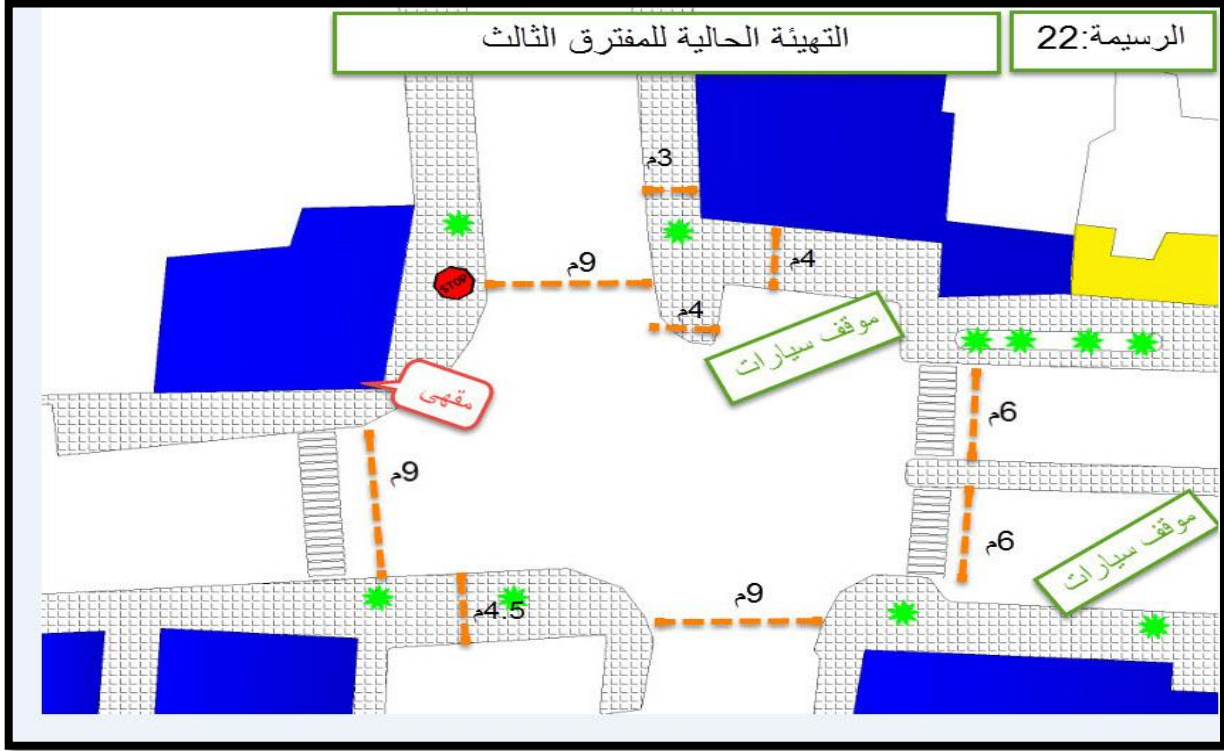 الرسيمة:22
التهيئة الحالية للمفترق الثالث
3م
4م
9م
4م
STOP
موقف سيارات
مقهى
6م
9م
6م
موقف سيارات
9م
4.5م